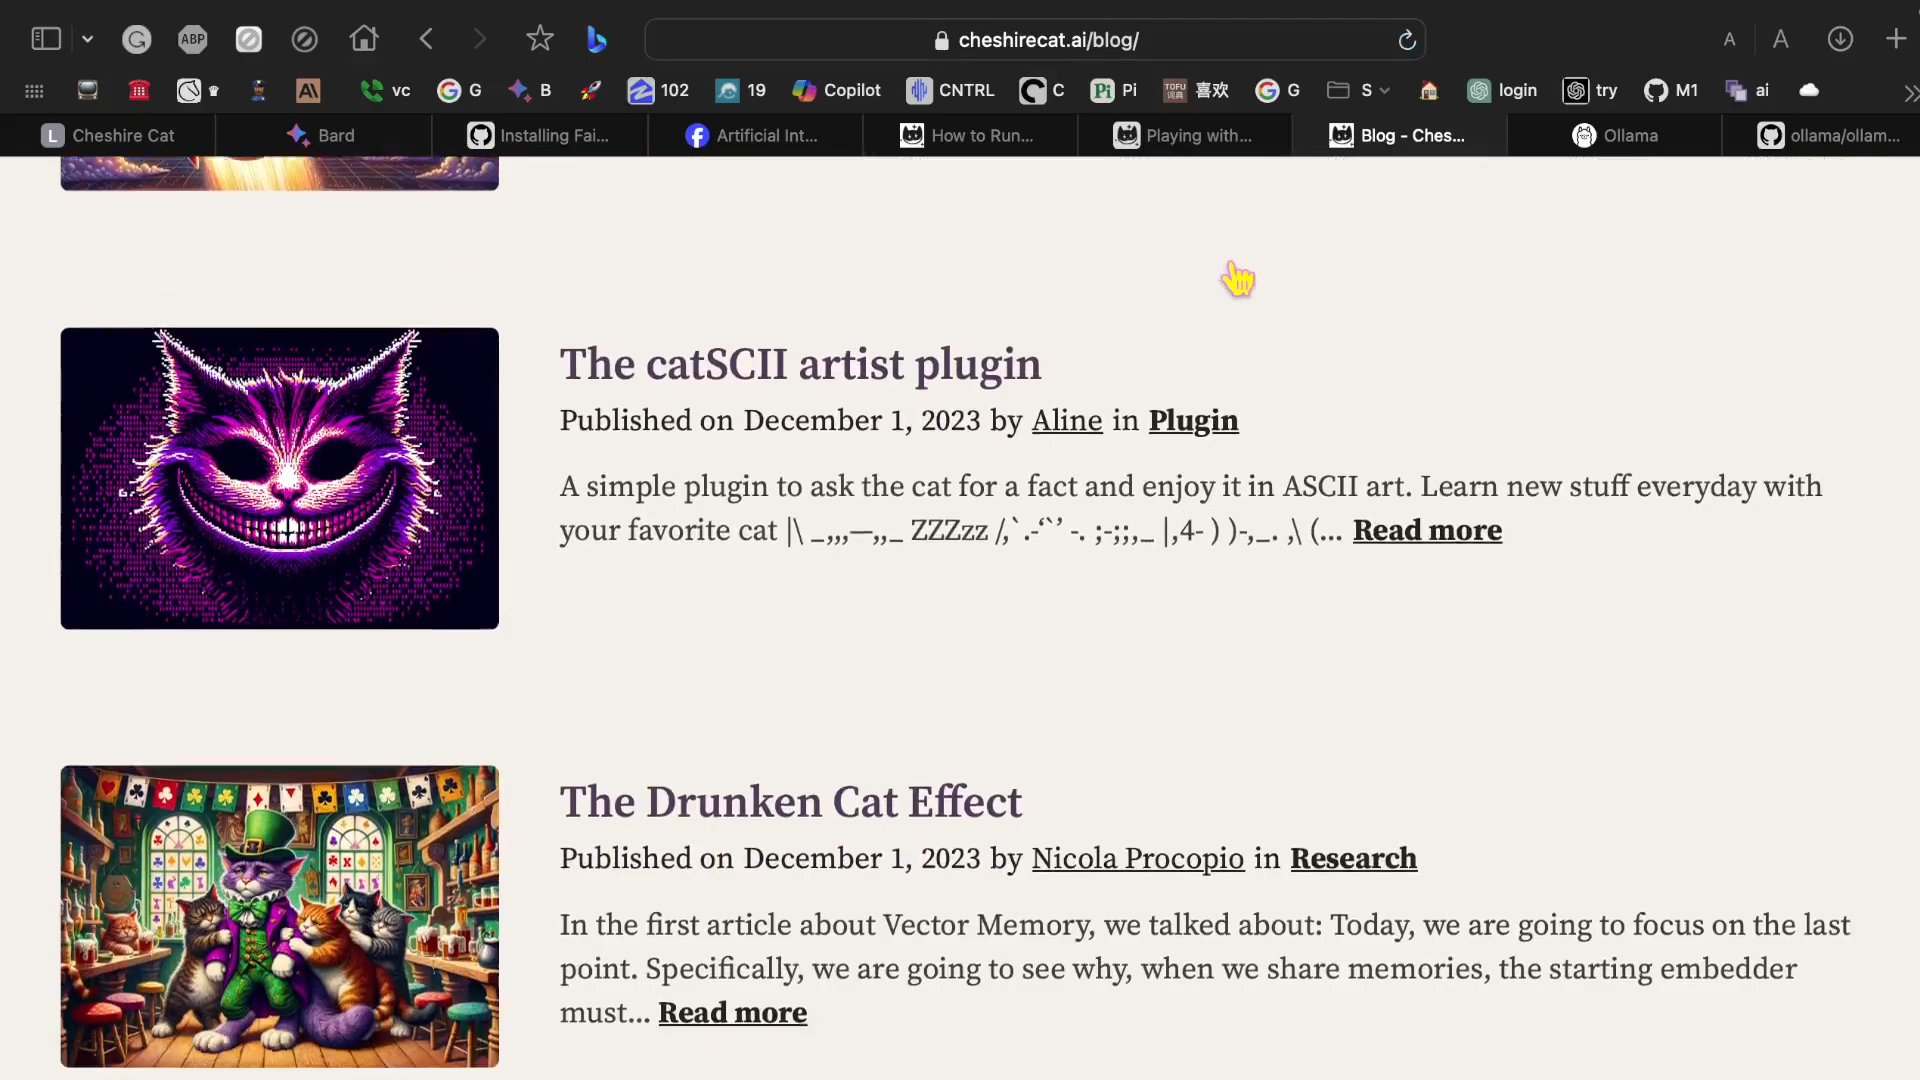 ABP
cheshirecat.ai/blog/
A A
vc G B 102 19 Copilot CNTRL C Pi TOFU 词典 喜欢 G S login try M1 ai
L Cheshire Cat Bard Installing Fai... Artificial Int... How to Run... Playing with... Blog - Ches... Ollama ollama/ollam...
The catSCII artist plugin
Published on December 1, 2023 by Aline in Plugin
A simple plugin to ask the cat for a fact and enjoy it in ASCII art. Learn new stuff everyday with
your favorite cat |\ _,,,—,,_ ZZZzz /,`.-‘`’ -. ;-;;,_ |,4- ) )-,_. ,\ (... Read more
The Drunken Cat Effect
Published on December 1, 2023 by Nicola Procopio in Research
In the first article about Vector Memory, we talked about: Today, we are going to focus on the last
point. Specifically, we are going to see why, when we share memories, the starting embedder
must... Read more